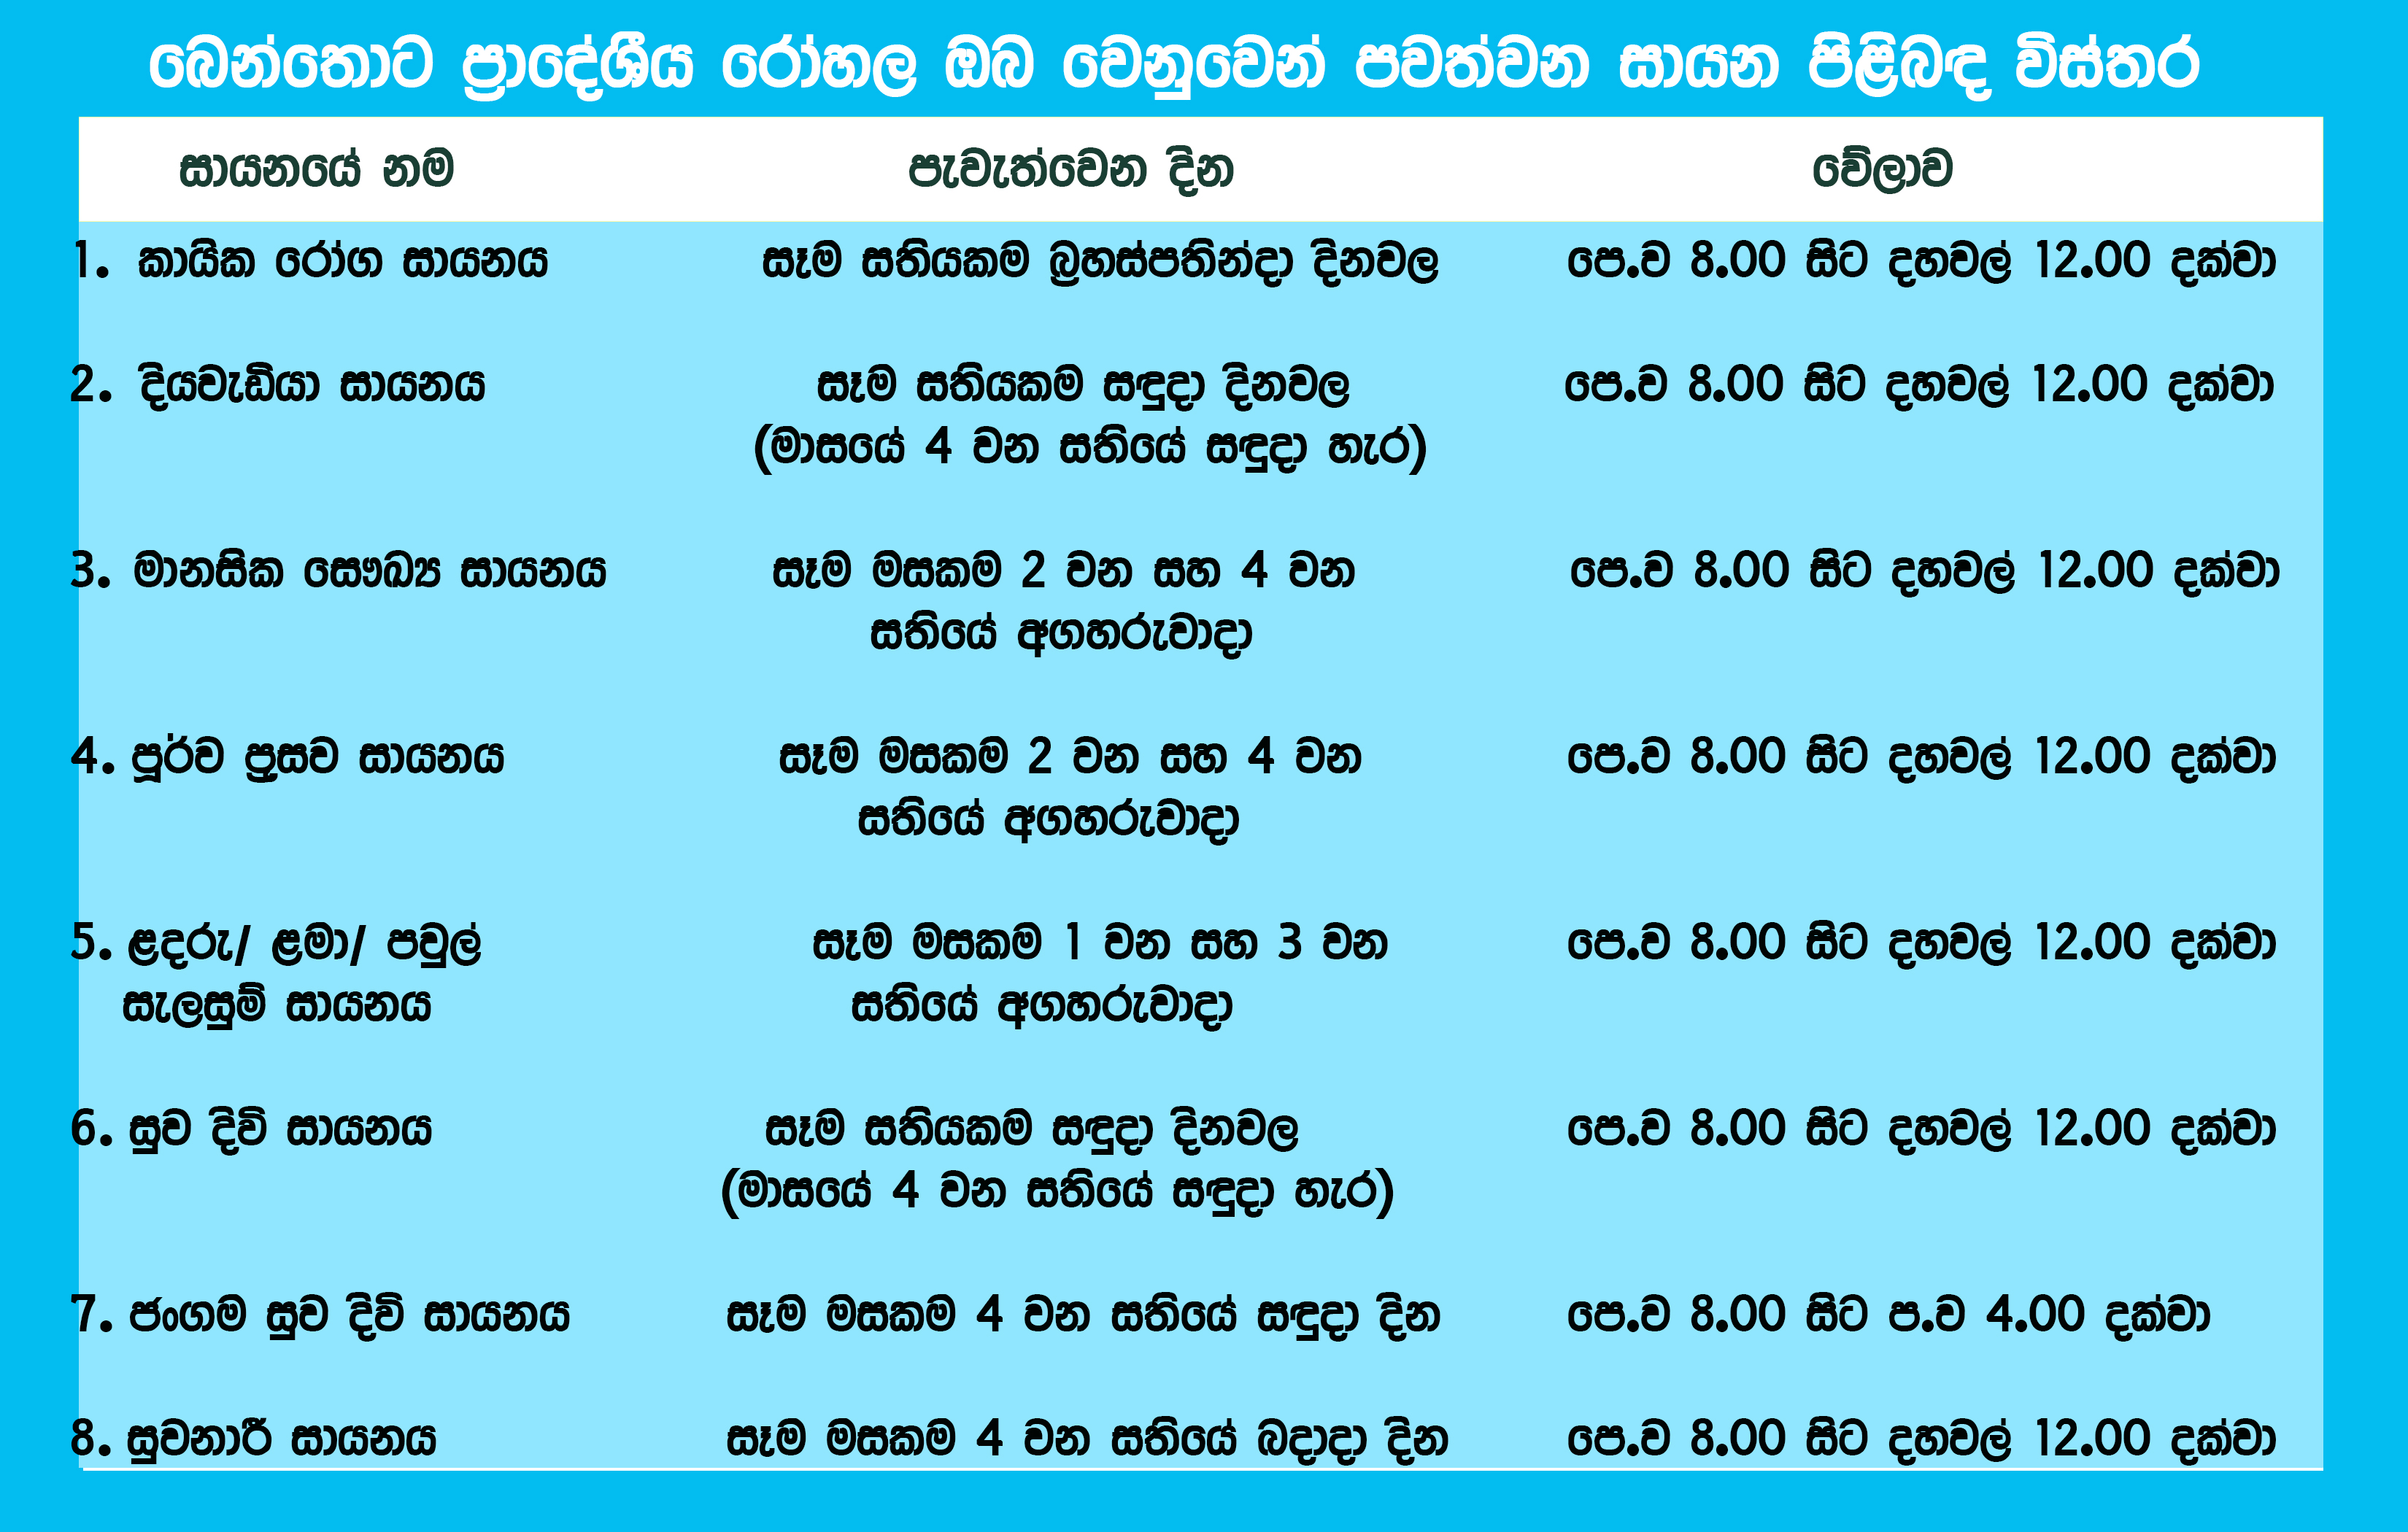 බෙන්තොට ප්‍රාදේශීය රෝහල ඔබ වෙනුවෙන් පවත්වන සායන පිළිබඳ විස්තර
සායනයේ නම පැවැත්වෙන දින වේලාව
1. කායික රෝග සායනය සෑම සතියකම බ්‍රහස්පතින්දා දිනවල පෙ.ව 8.00 සිට දහවල් 12.00 දක්වා
2. දියවැඩියා සායනය සෑම සතියකම සඳුදා දිනවල පෙ.ව 8.00 සිට දහවල් 12.00 දක්වා
(මාසයේ 4 වන සතියේ සඳුදා හැර)
3. මානසික සෞඛ්‍ය සායනය සෑම මසකම 2 වන සහ 4 වන පෙ.ව 8.00 සිට දහවල් 12.00 දක්වා
සතියේ අගහරුවාදා
4. පූර්ව ප්‍රසව සායනය සෑම මසකම 2 වන සහ 4 වන පෙ.ව 8.00 සිට දහවල් 12.00 දක්වා
සතියේ අගහරුවාදා
5. ළදරු/ ළමා/ පවුල් සෑම මසකම 1 වන සහ 3 වන පෙ.ව 8.00 සිට දහවල් 12.00 දක්වා
සැලසුම් සායනය සතියේ අගහරුවාදා
6. සුව දිවි සායනය සෑම සතියකම සඳුදා දිනවල පෙ.ව 8.00 සිට දහවල් 12.00 දක්වා
(මාසයේ 4 වන සතියේ සඳුදා හැර)
7. ජංගම සුව දිවි සායනය සෑම මසකම 4 වන සතියේ සඳුදා දින පෙ.ව 8.00 සිට ප.ව 4.00 දක්වා
8. සුවනාරී සායනය සෑම මසකම 4 වන සතියේ බදාදා දින පෙ.ව 8.00 සිට දහවල් 12.00 දක්වා